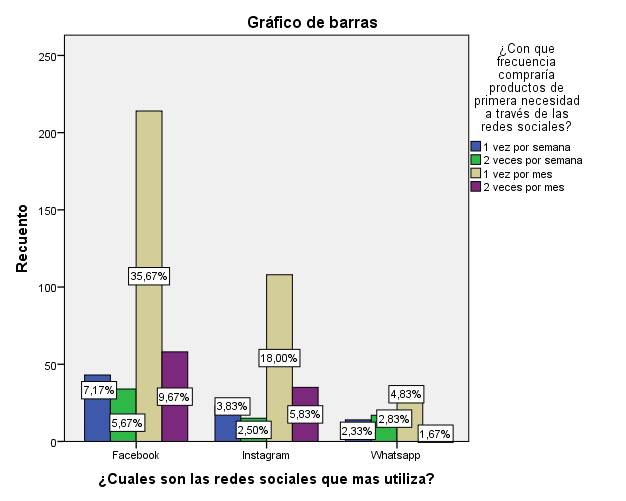 Gráfico de barras
250
200
150
100
50
0
Recuento
35,67%
7,17%
5,67%
9,67%
18,00%
3,83%
2,50%
5,83%
4,83%
2,83%
2,33%
1,67%
Facebook
Instagram
Whatsapp
¿Cuales son las redes sociales que mas utiliza?
¿Con que
frecuencia
compraría
productos de
primera necesidad
a través de las
redes sociales?
1 vez por semana
2 veces por semana
1 vez por mes
2 veces por mes